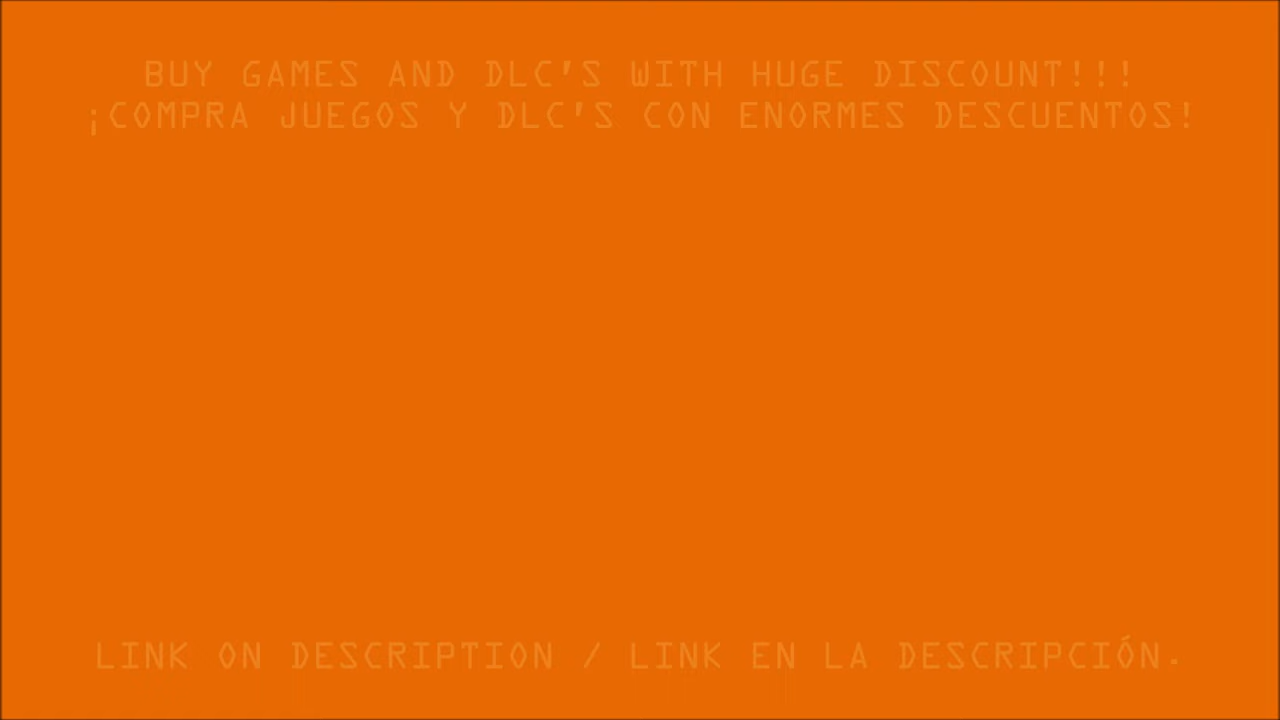 BUY GAMES AND DLC'S WITH HUGE DISCOUNT!!!
¡COMPRA JUEGOS Y DLC'S CON ENORMES DESCUENTOS!
LINK ON DESCRIPTION / LINK EN LA DESCRIPCIÓN.